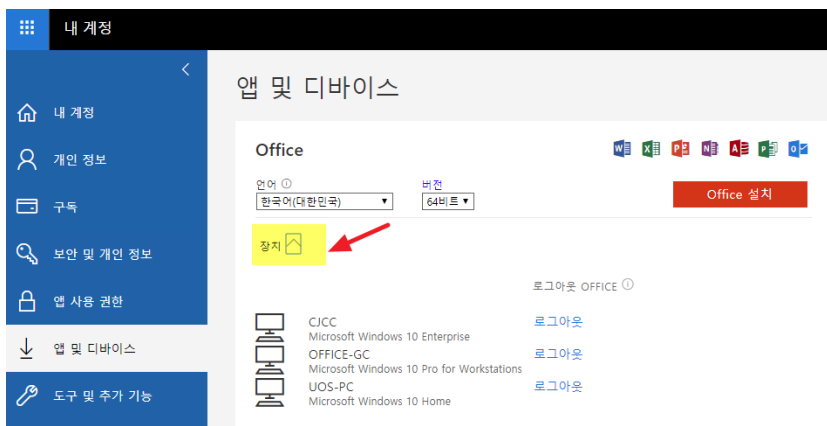 내 계정
내 계정
개인 정보
구독
보안 및 개인 정보
앱 사용 권한
앱 및 디바이스
도구 및 추가 기능
앱 및 디바이스
Office
언어
버전
한국어(대한민국)
64비트
Office 설치
장치
로그아웃 OFFICE
CJCC
로그아웃
Microsoft Windows 10 Enterprise
OFFICE-GC
로그아웃
Microsoft Windows 10 Pro for Workstations
UOS-PC
로그아웃
Microsoft Windows 10 Home